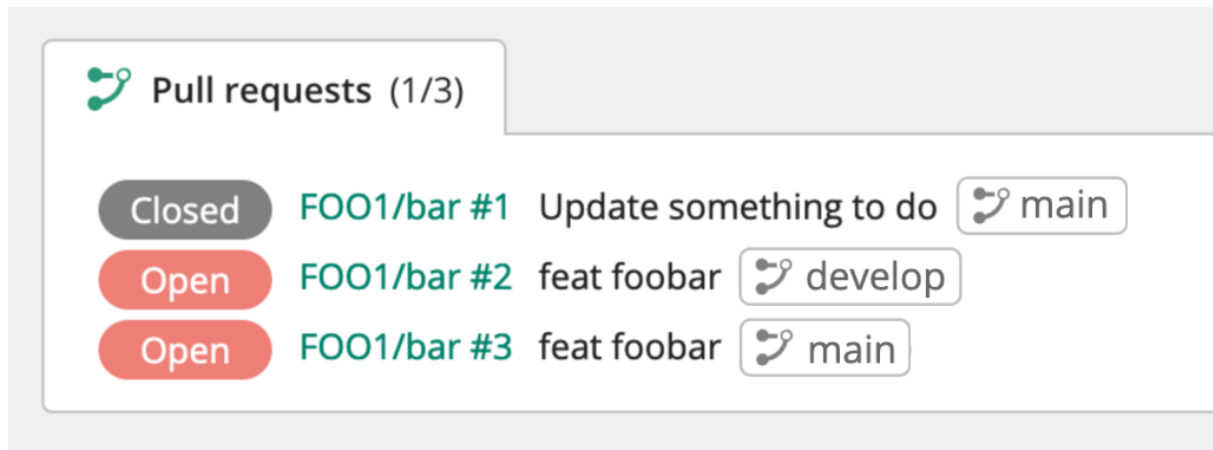 Pull requests (1/3)
Closed FOO1/bar #1 Update something to do main
Open FOO1/bar #2 feat foobar develop
Open FOO1/bar #3 feat foobar main